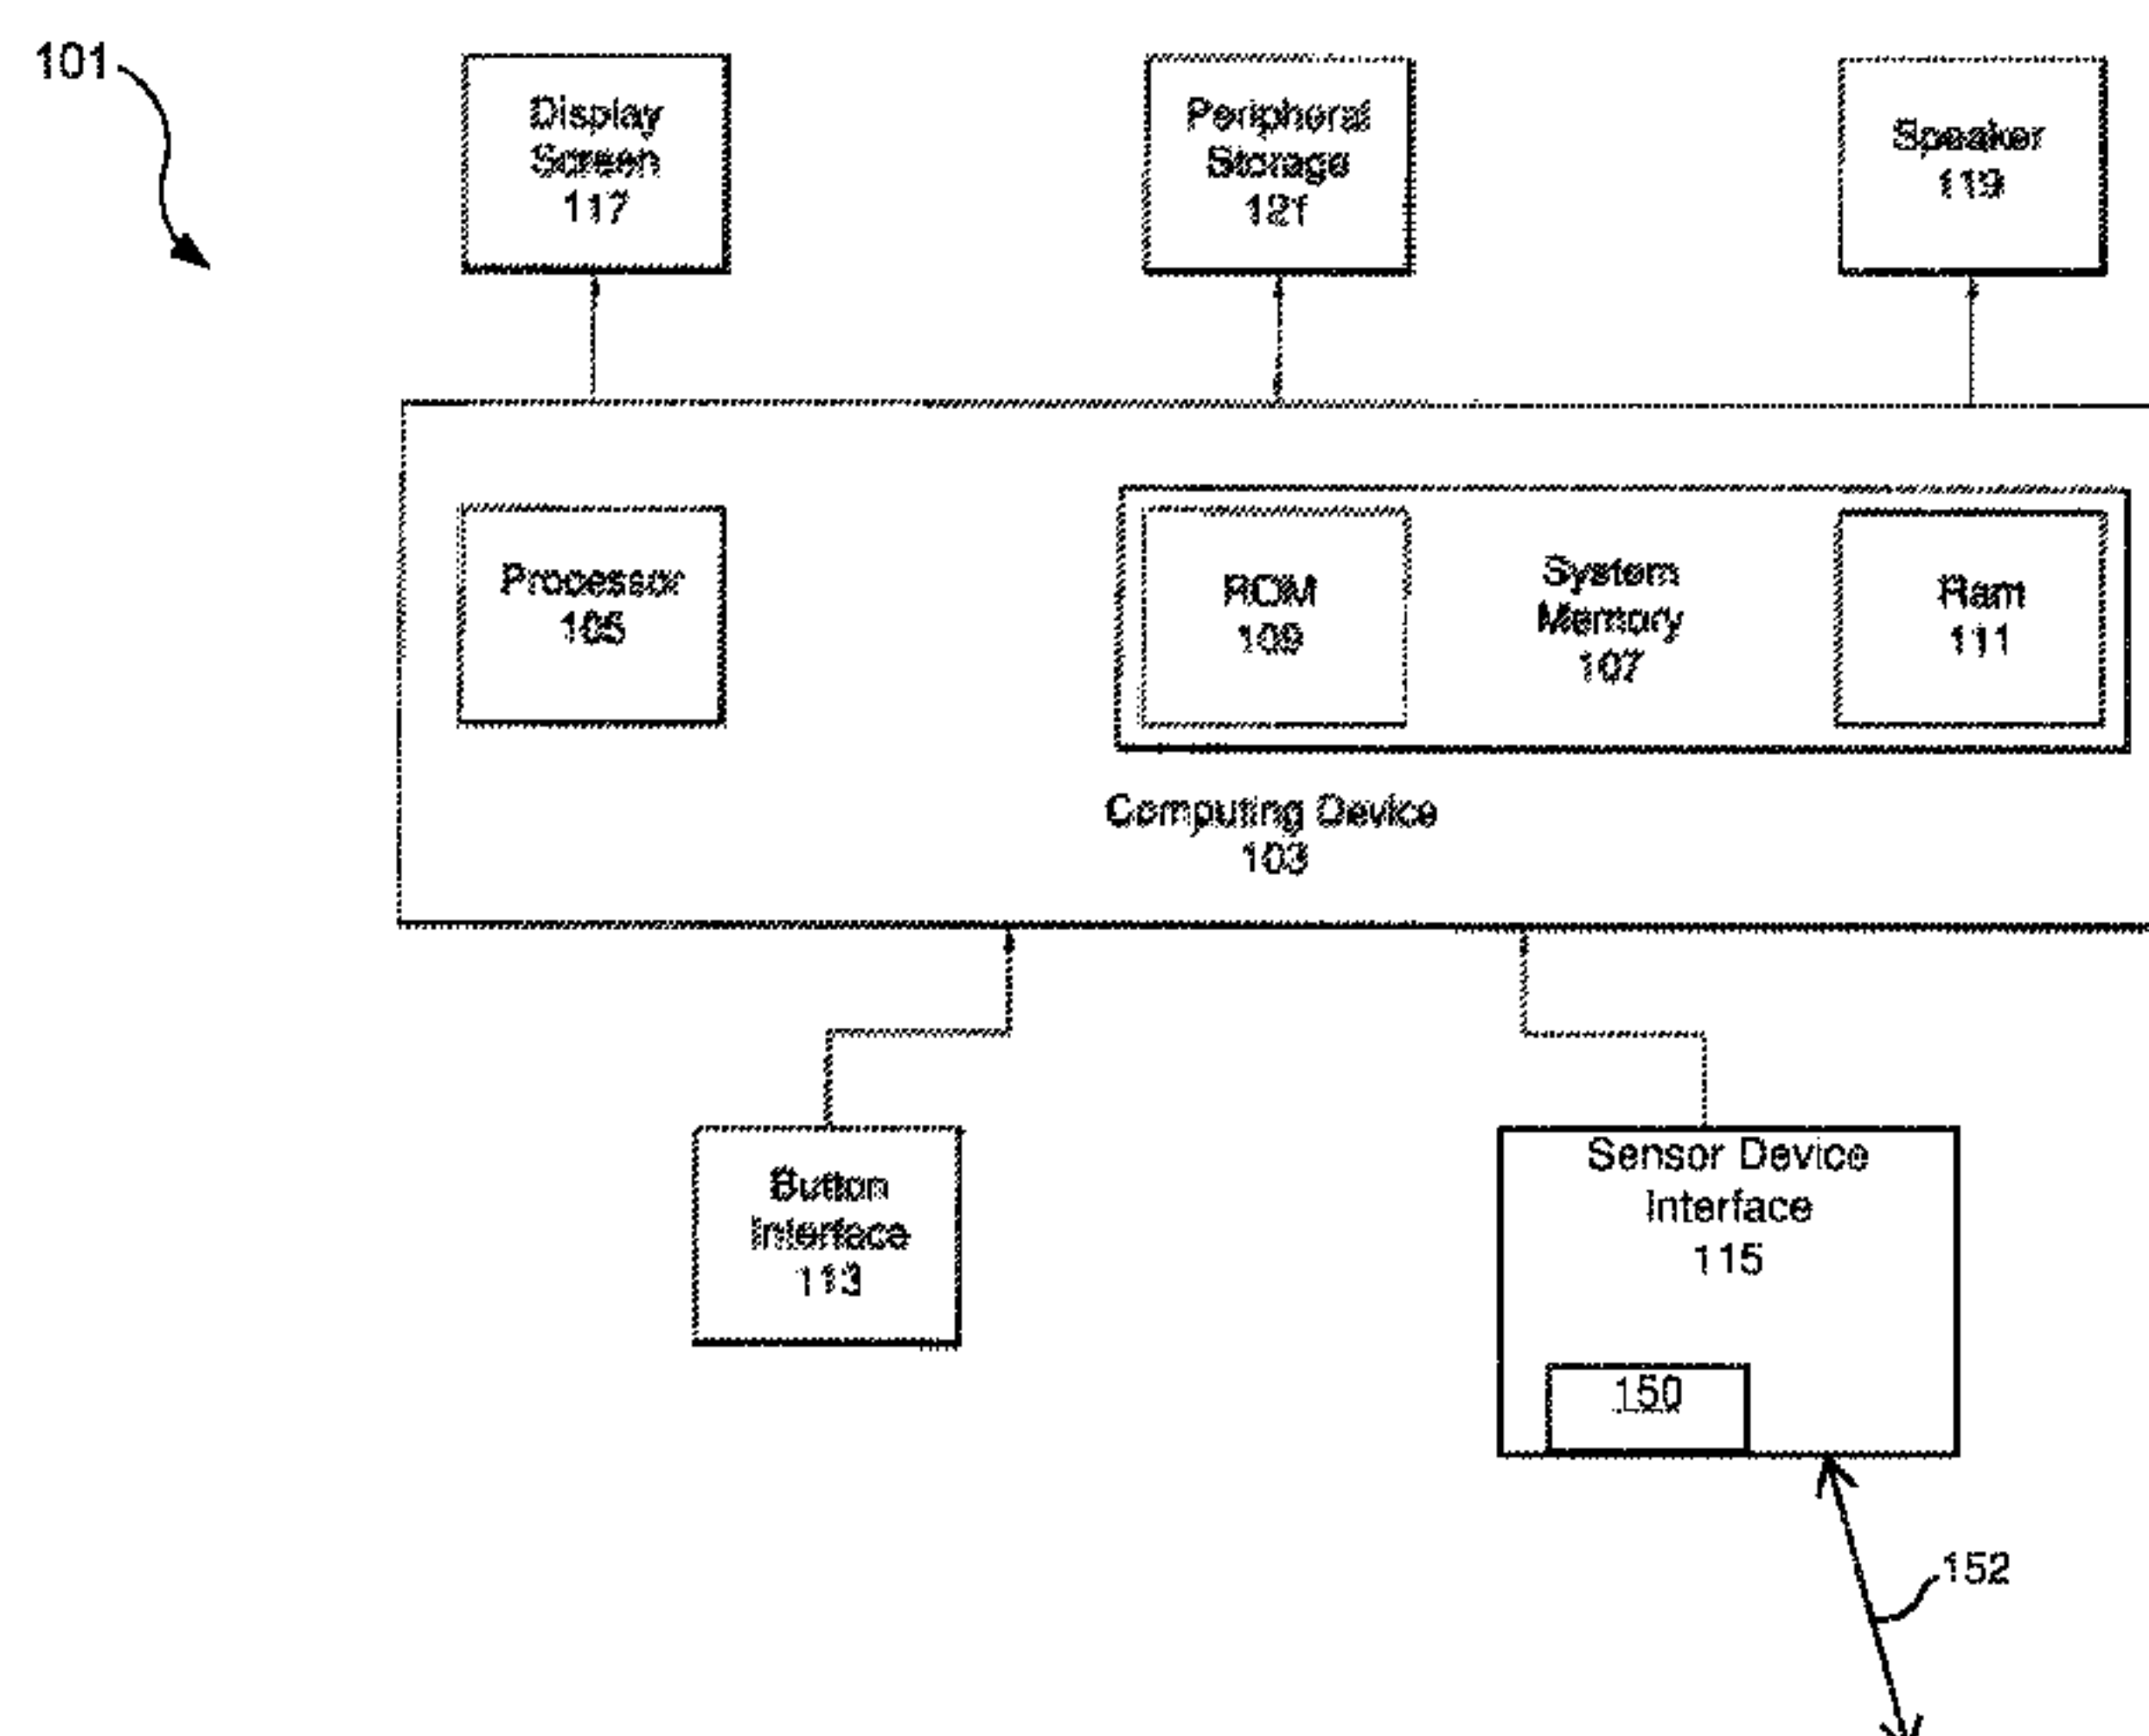 101
Display
Screen
117
Peripheral
Storage
121
Speaker
119
Processor
105
ROM
109
System
Memory
107
Ram
111
Computing Device
103
Button
Interface
113
Sensor Device
Interface
115
150
152